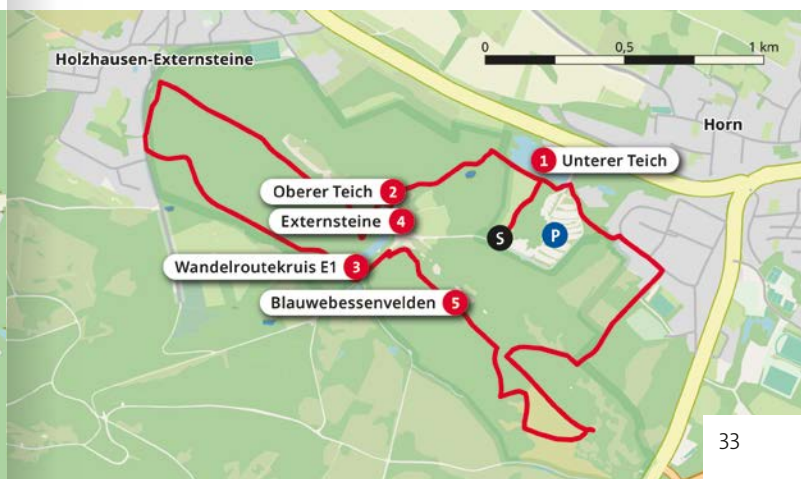 Holzhausen-Externsteine
0 0,5 1 km
Horn
1 Unterer Teich
Oberer Teich 2
Externsteine 4
S P
Wandelroutekruis E1 3
Blauwebessenvelden 5
33